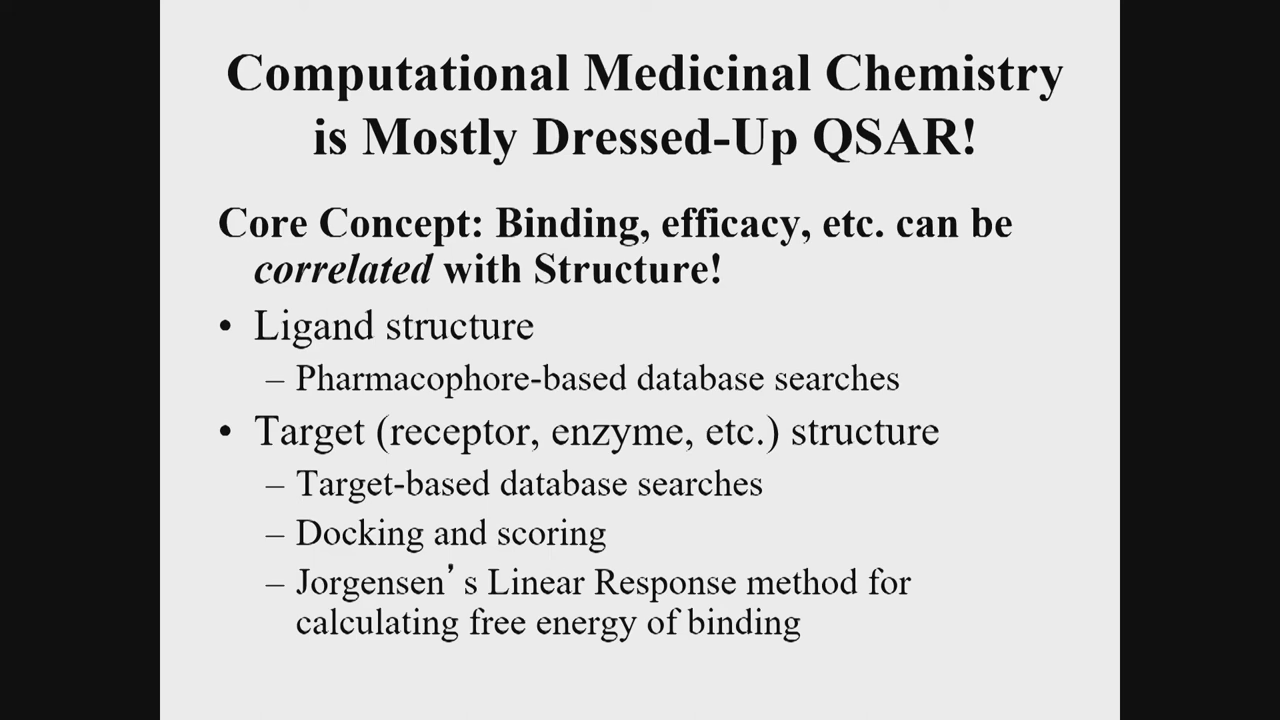 Computational Medicinal Chemistry
is Mostly Dressed-Up QSAR!
Core Concept: Binding, efficacy, etc. can be
correlated with Structure!
• Ligand structure
– Pharmacophore-based database searches
• Target (receptor, enzyme, etc.) structure
– Target-based database searches
– Docking and scoring
– Jorgensen’s Linear Response method for
calculating free energy of binding